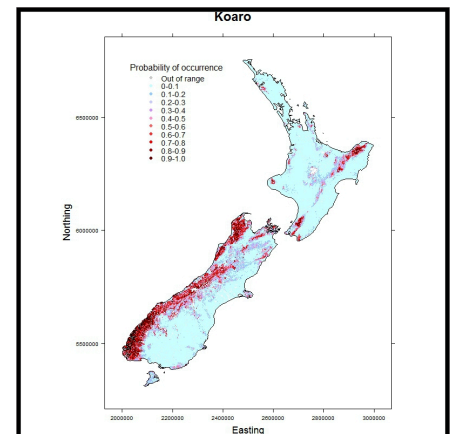 Koaro
Probability of occurrence
Out of range
0-0.1
0.1-0.2
0.2-0.3
0.3-0.4
0.4-0.5
0.5-0.6
0.6-0.7
0.7-0.8
0.8-0.9
0.9-1.0
Northing
6500000
6000000
5500000
2000000 2200000 2400000 2600000 2800000 3000000
Easting